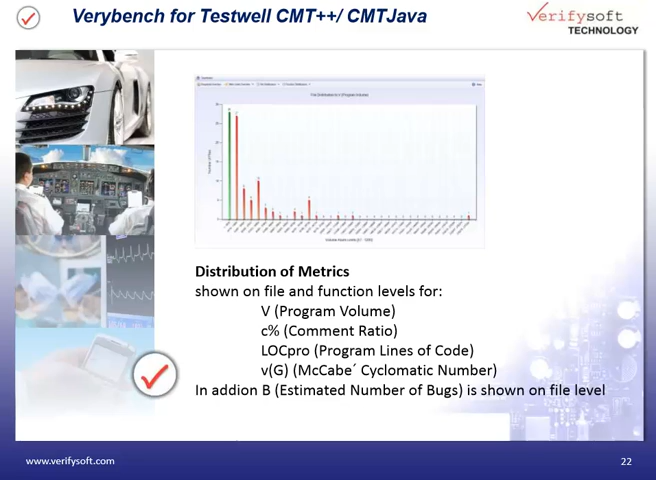 Verybench for Testwell CMT++/ CMTJava
Verifysoft
TECHNOLOGY
Distribution of Metrics
shown on file and function levels for:
V (Program Volume)
c% (Comment Ratio)
LOCpro (Program Lines of Code)
v(G) (McCabe´ Cyclomatic Number)
In addion B (Estimated Number of Bugs) is shown on file level
www.verifysoft.com
22